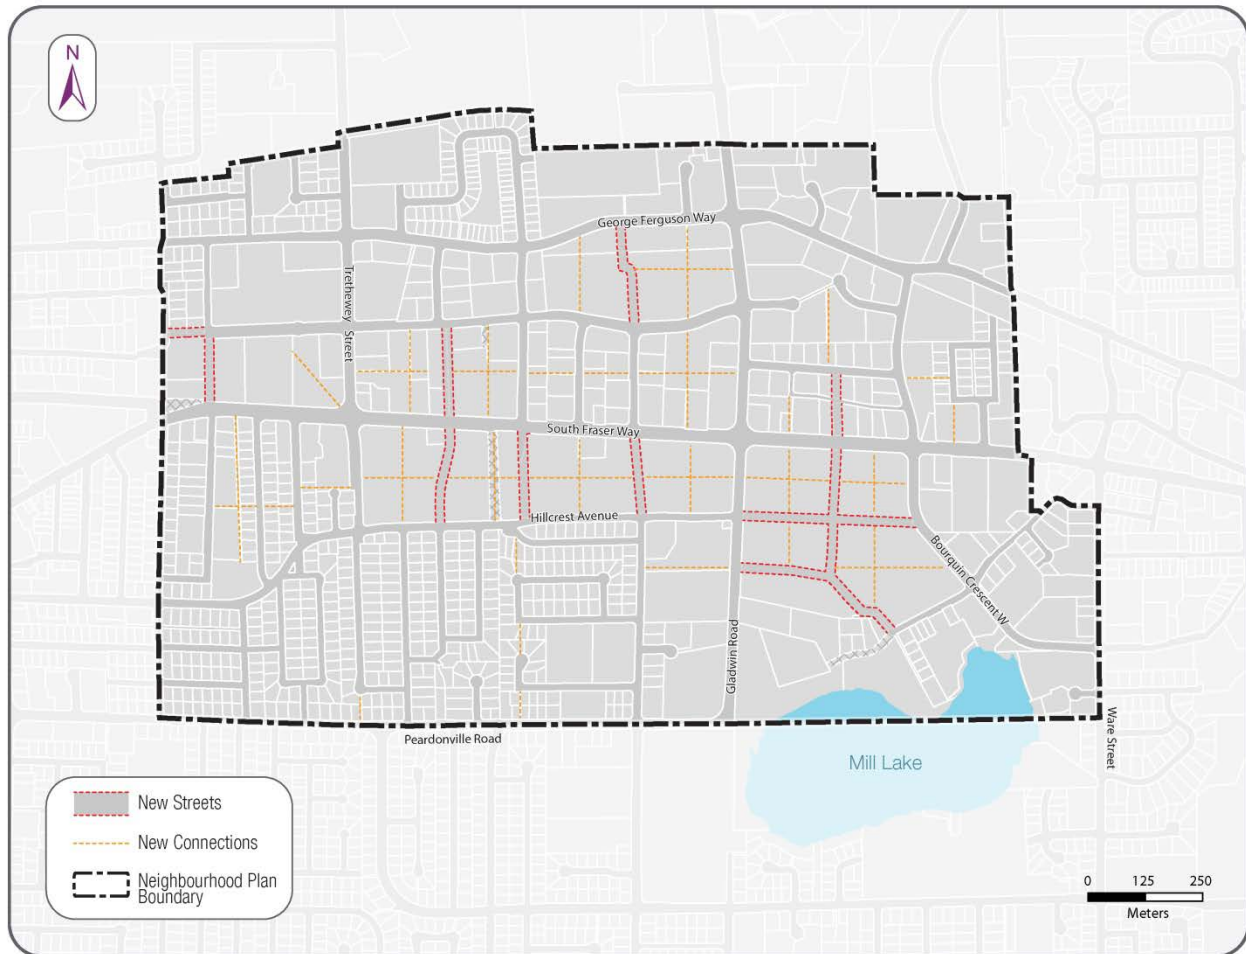 N
George Ferguson Way
Trethewey
Street
South Fraser Way
Hillcrest Avenue
Bourquin Crescent W
Gladwin Road
Peardonville Road
Ware Street
Mill Lake
New Streets
New Connections
Neighbourhood Plan
Boundary
0 125 250
Meters